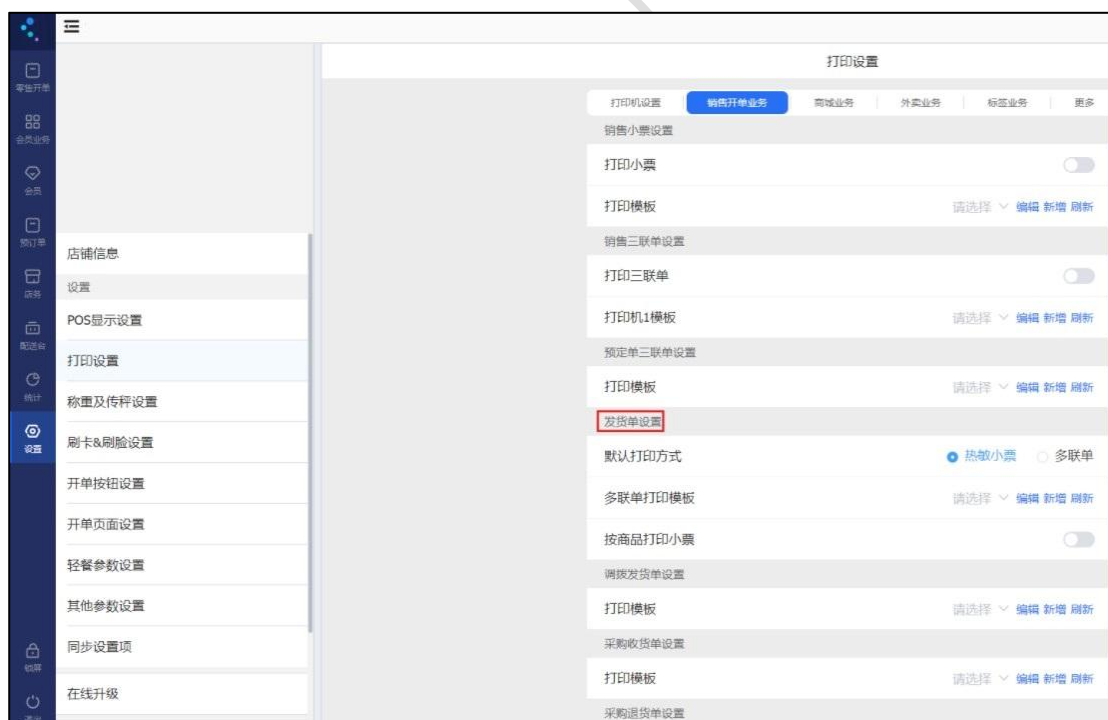 打印设置
零售开单
会员业务
会员
预订单
店务
配送台
统计
设置
锁屏
店铺信息
设置
POS显示设置
打印设置
称重及传秤设置
刷卡&刷脸设置
开单按钮设置
开单页面设置
轻餐参数设置
其他参数设置
同步设置项
在线升级
打印机设置 销售开单业务 商城业务 外卖业务 标签业务 更多
销售小票设置
打印小票
打印模板 请选择 编辑 新增 刷新
销售三联单设置
打印三联单
打印机1模板 请选择 编辑 新增 刷新
预定单三联单设置
打印模板 请选择 编辑 新增 刷新
发货单设置
默认打印方式 热敏小票 多联单
多联单打印模板 请选择 编辑 新增 刷新
按商品打印小票
调拨发货单设置
打印模板 请选择 编辑 新增 刷新
采购收货单设置
打印模板 请选择 编辑 新增 刷新
采购退货单设置